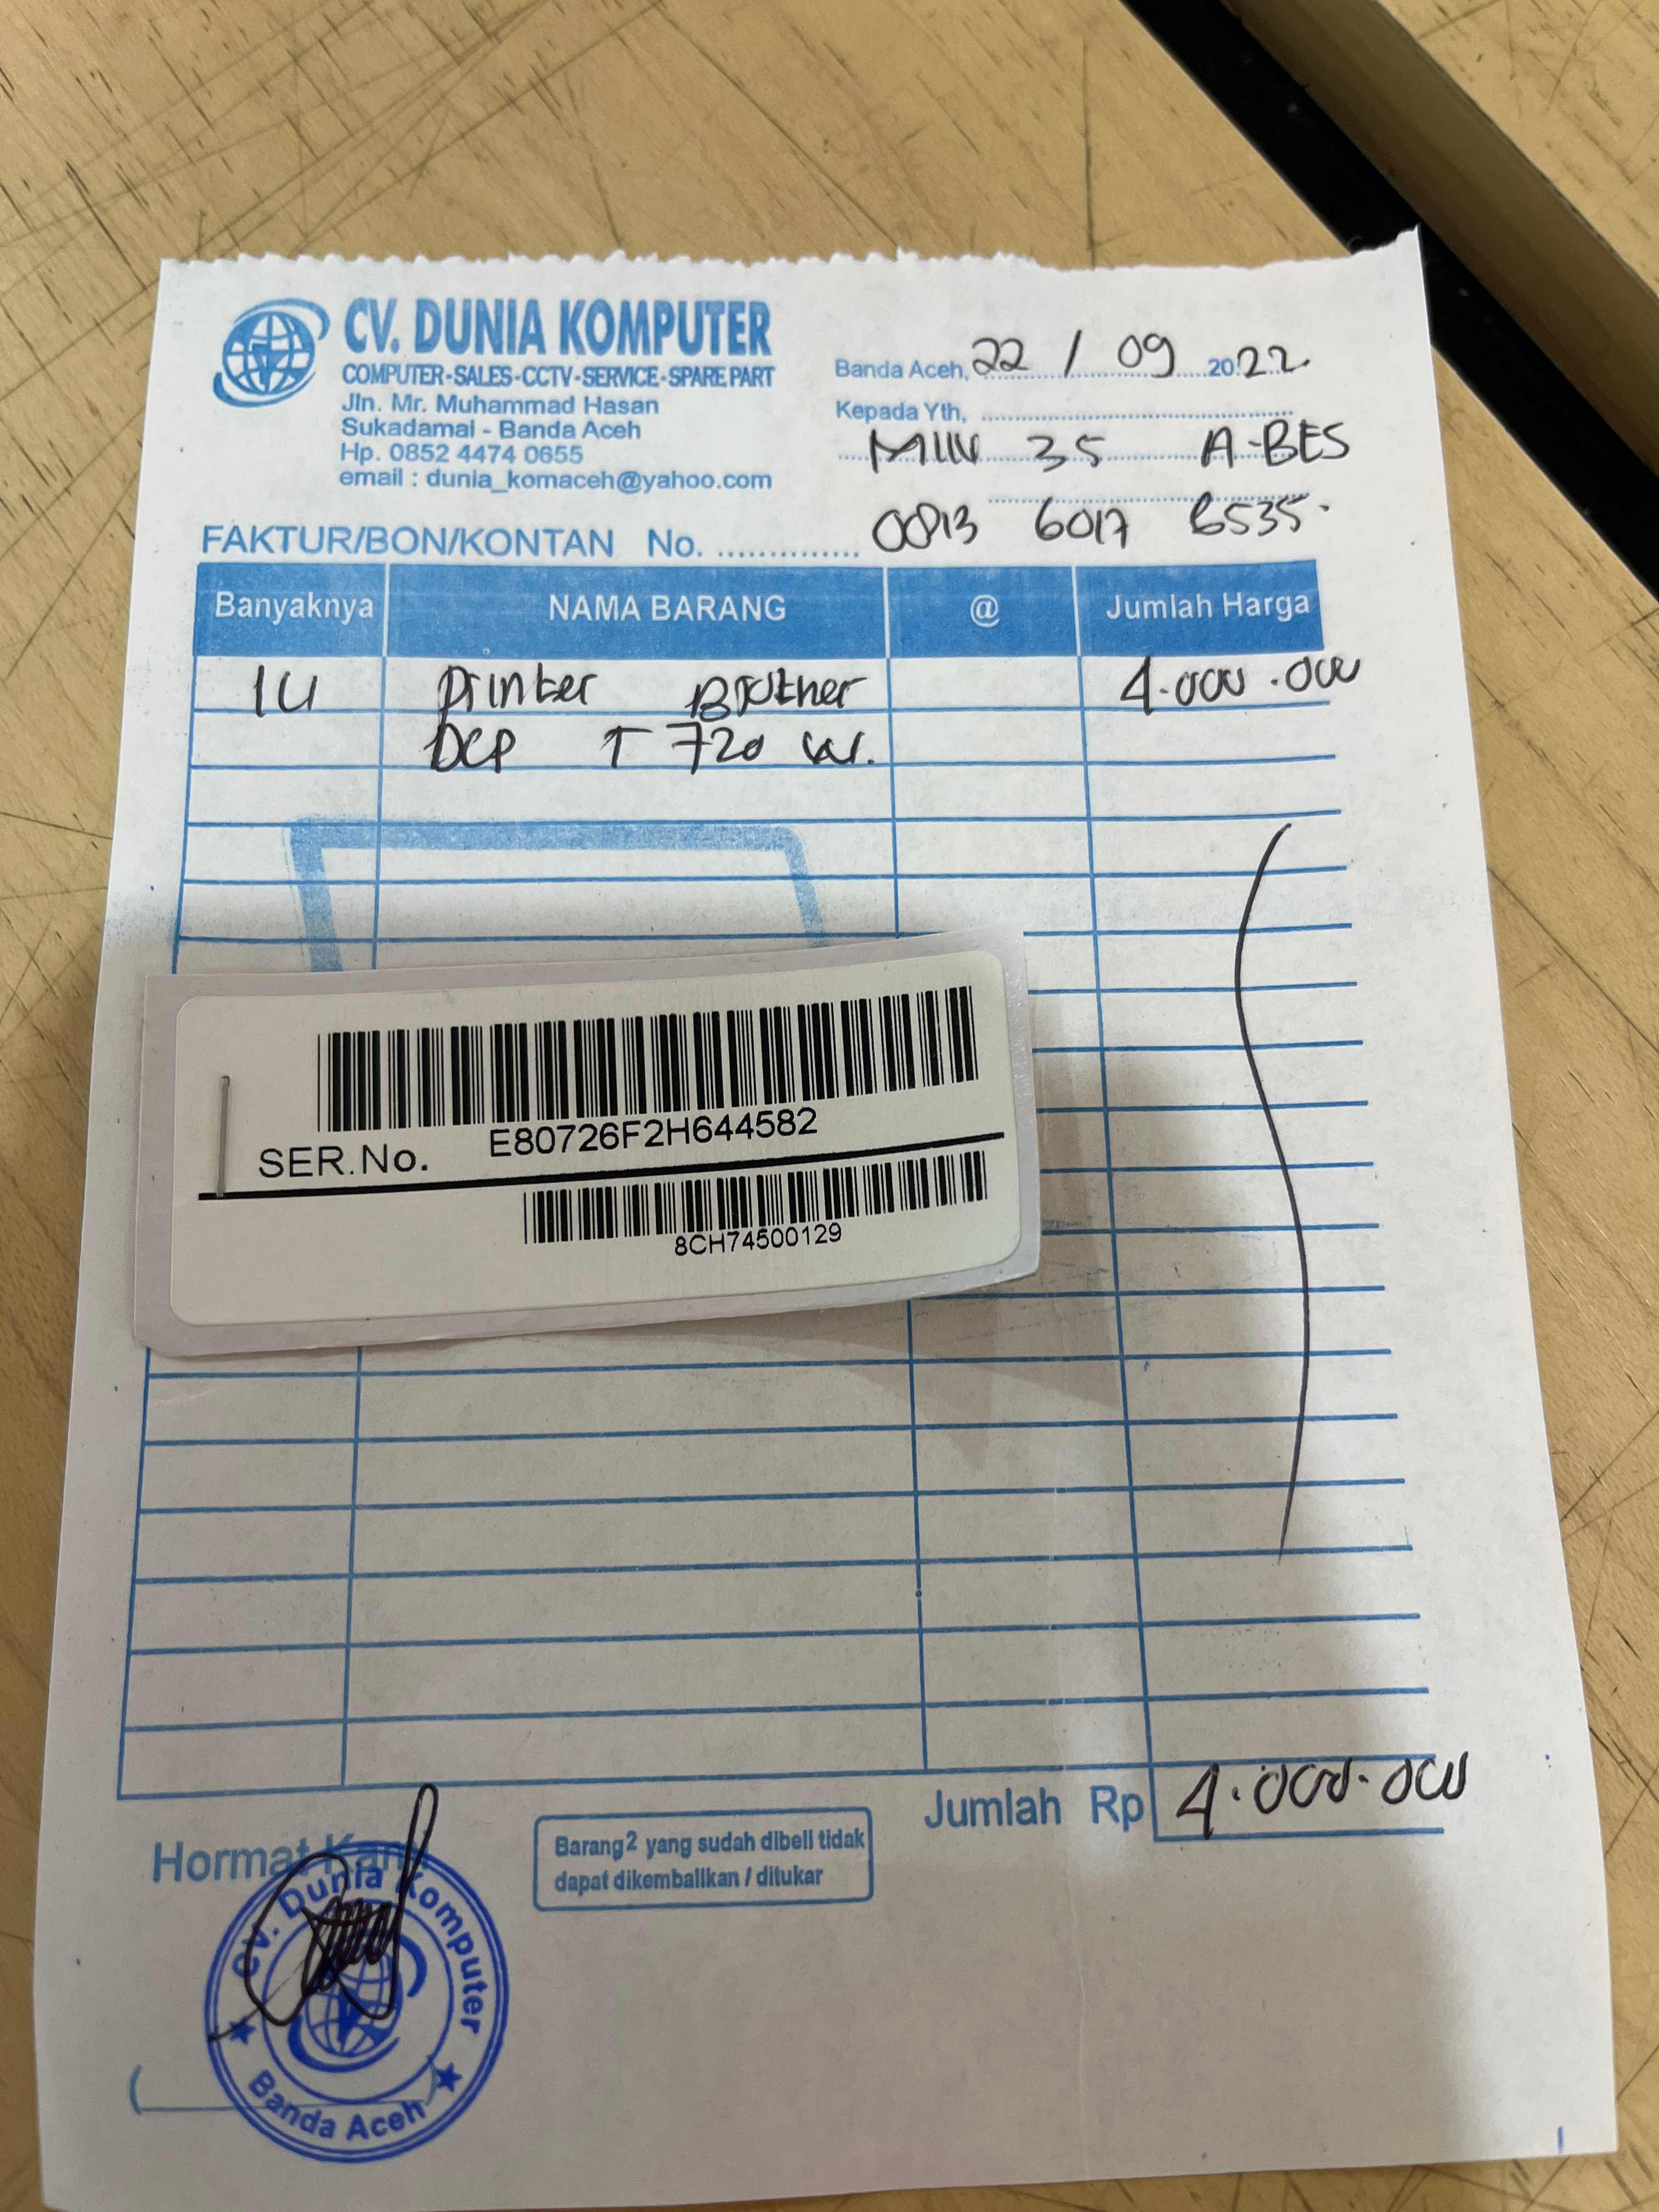 CV. DUNIA KOMPUTER
COMPUTER-SALES-CCTV-SERVICE-SPARE PART
Jln. Mr. Muhammad Hasan
Sukadamai - Banda Aceh
Hp. 0852 4474 0655
email : dunia_komaceh@yahoo.com
Banda Aceh, 22 / 09 2022
Kepada Yth,
MIN 35 A-BES
6017
FAKTUR/BON/KONTAN No.
Banyaknya NAMA BARANG @ Jumlah Harga
1U Printer Brother 4.000.000
DCP T 720 W.
SER.No. E80726F2H644582
8CH74500129
Jumlah Rp 4.000.000
Hormat Kami
Barang2 yang sudah dibeli tidak
dapat dikembalikan / ditukar
CV. Dunia Komputer
Banda Aceh